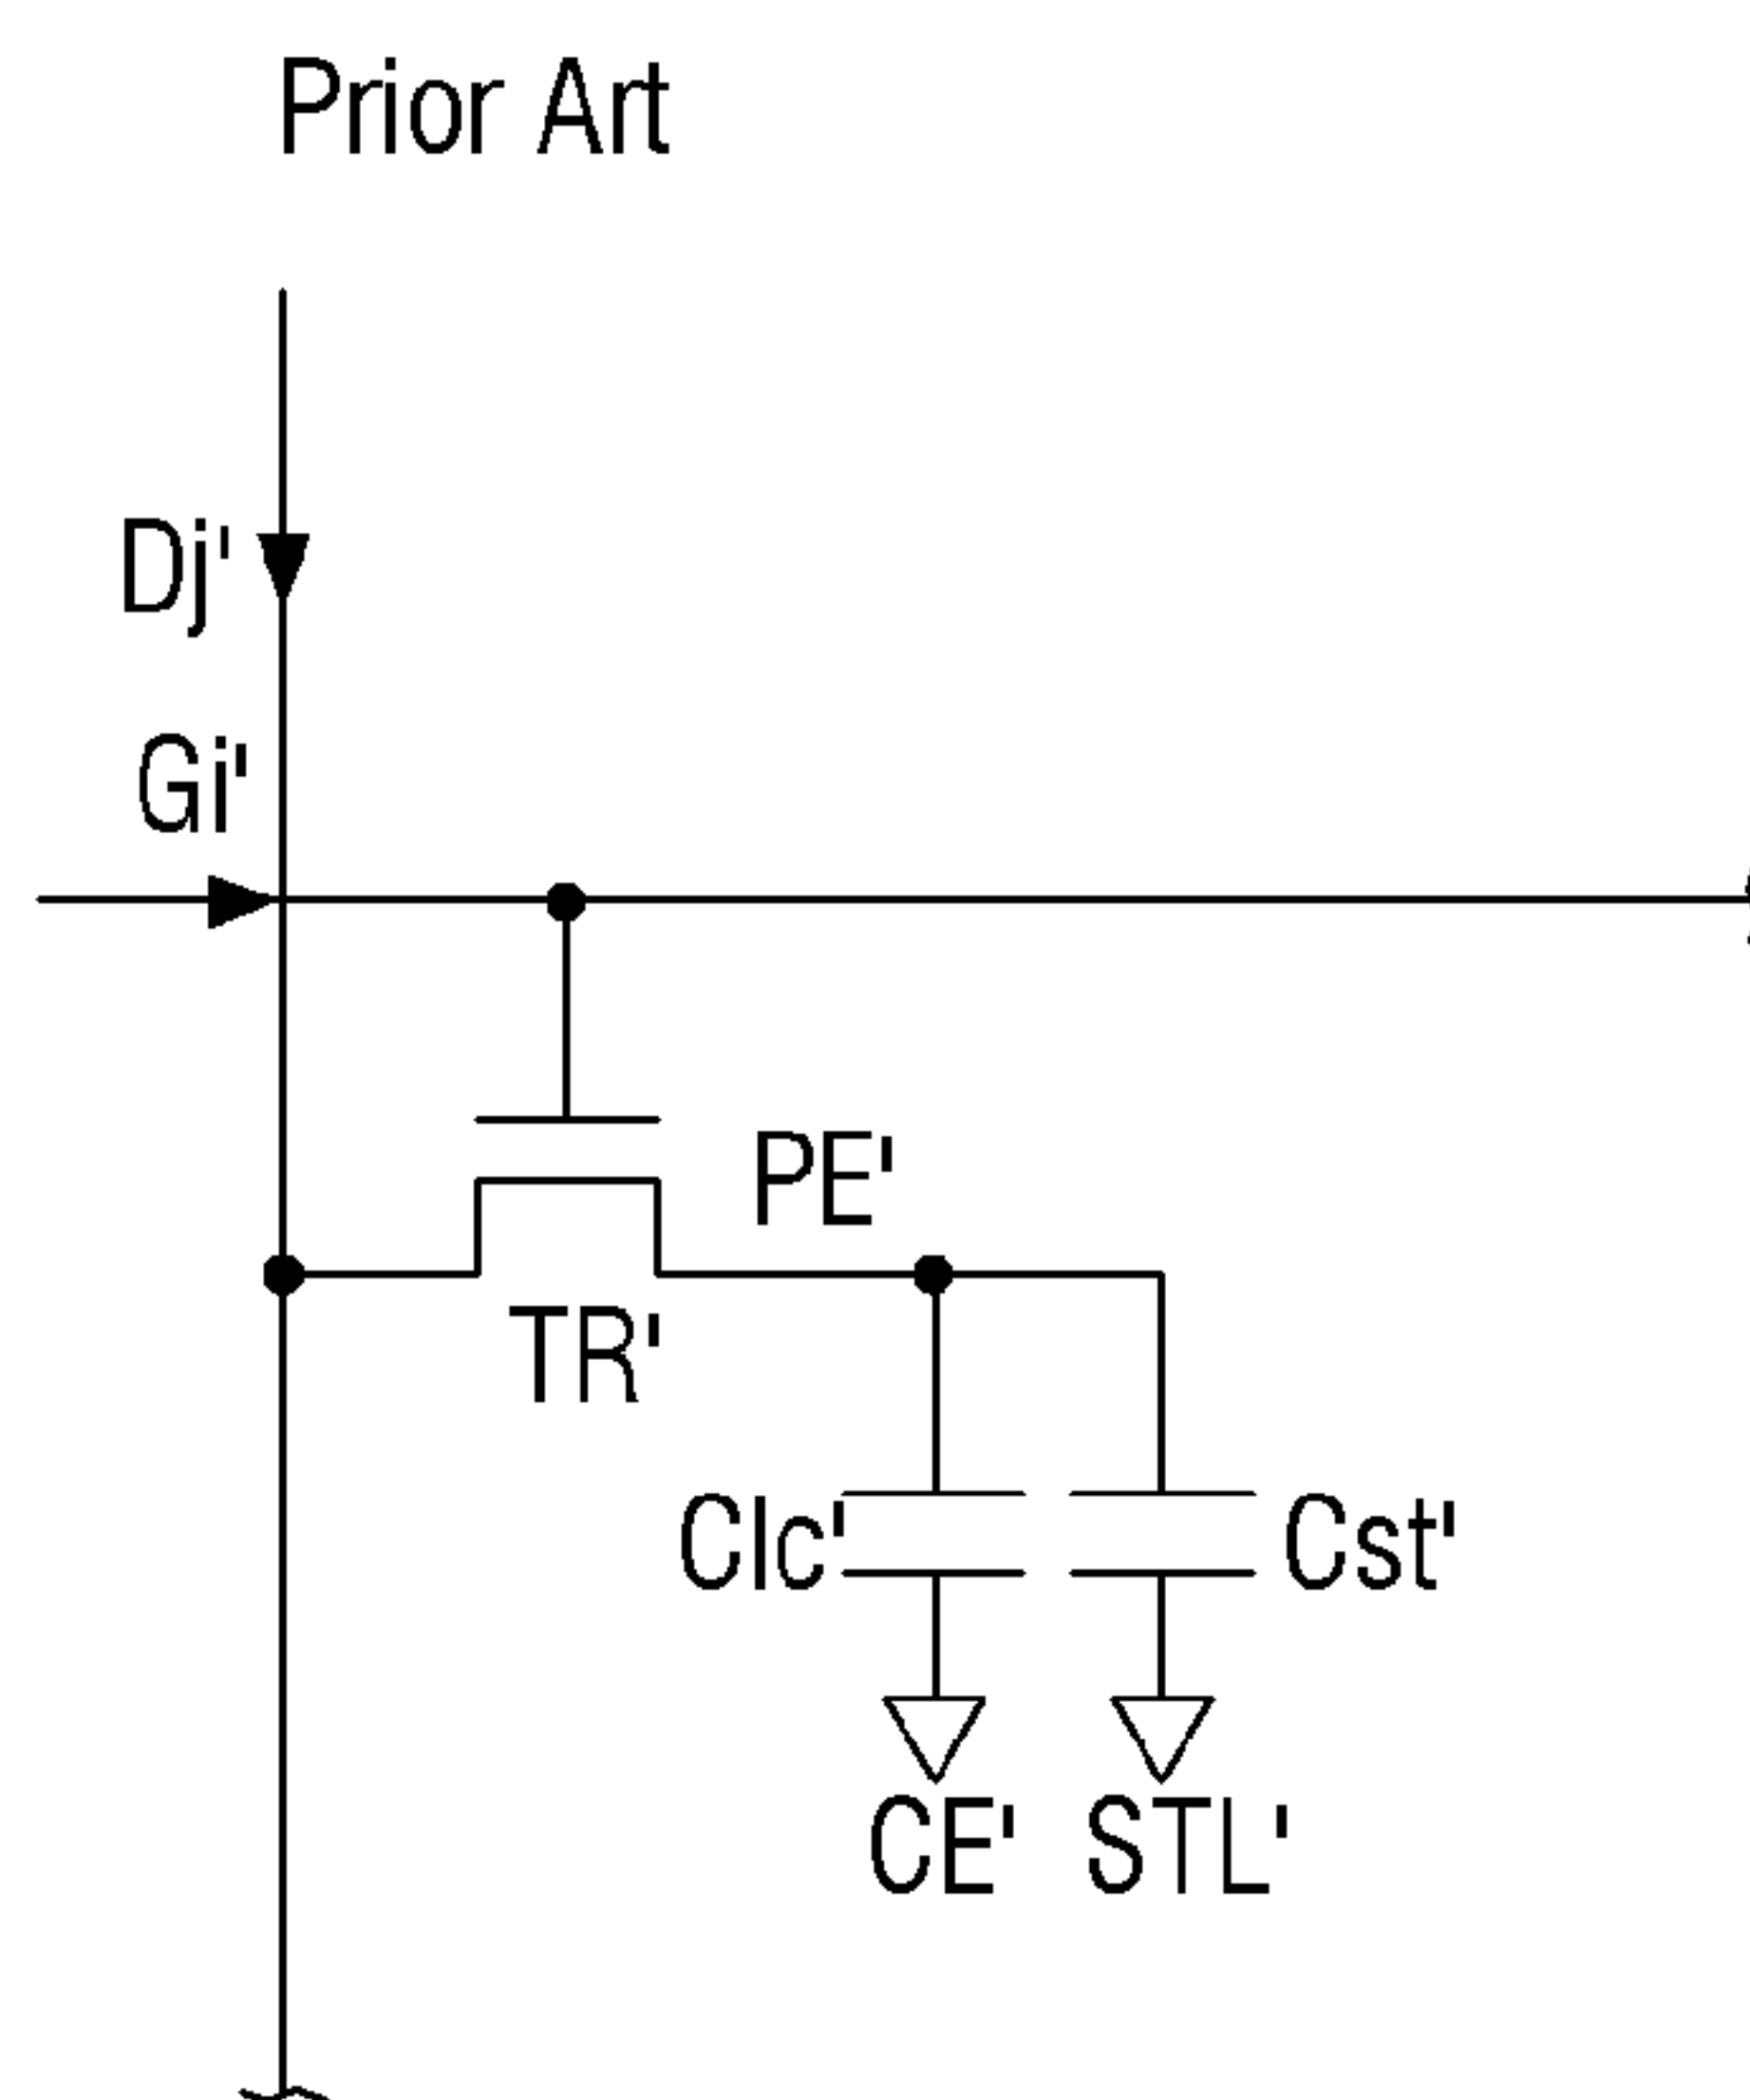 Prior Art
Dj'
Gi'
PE'
TR'
Clc' Cst'
CE' STL'